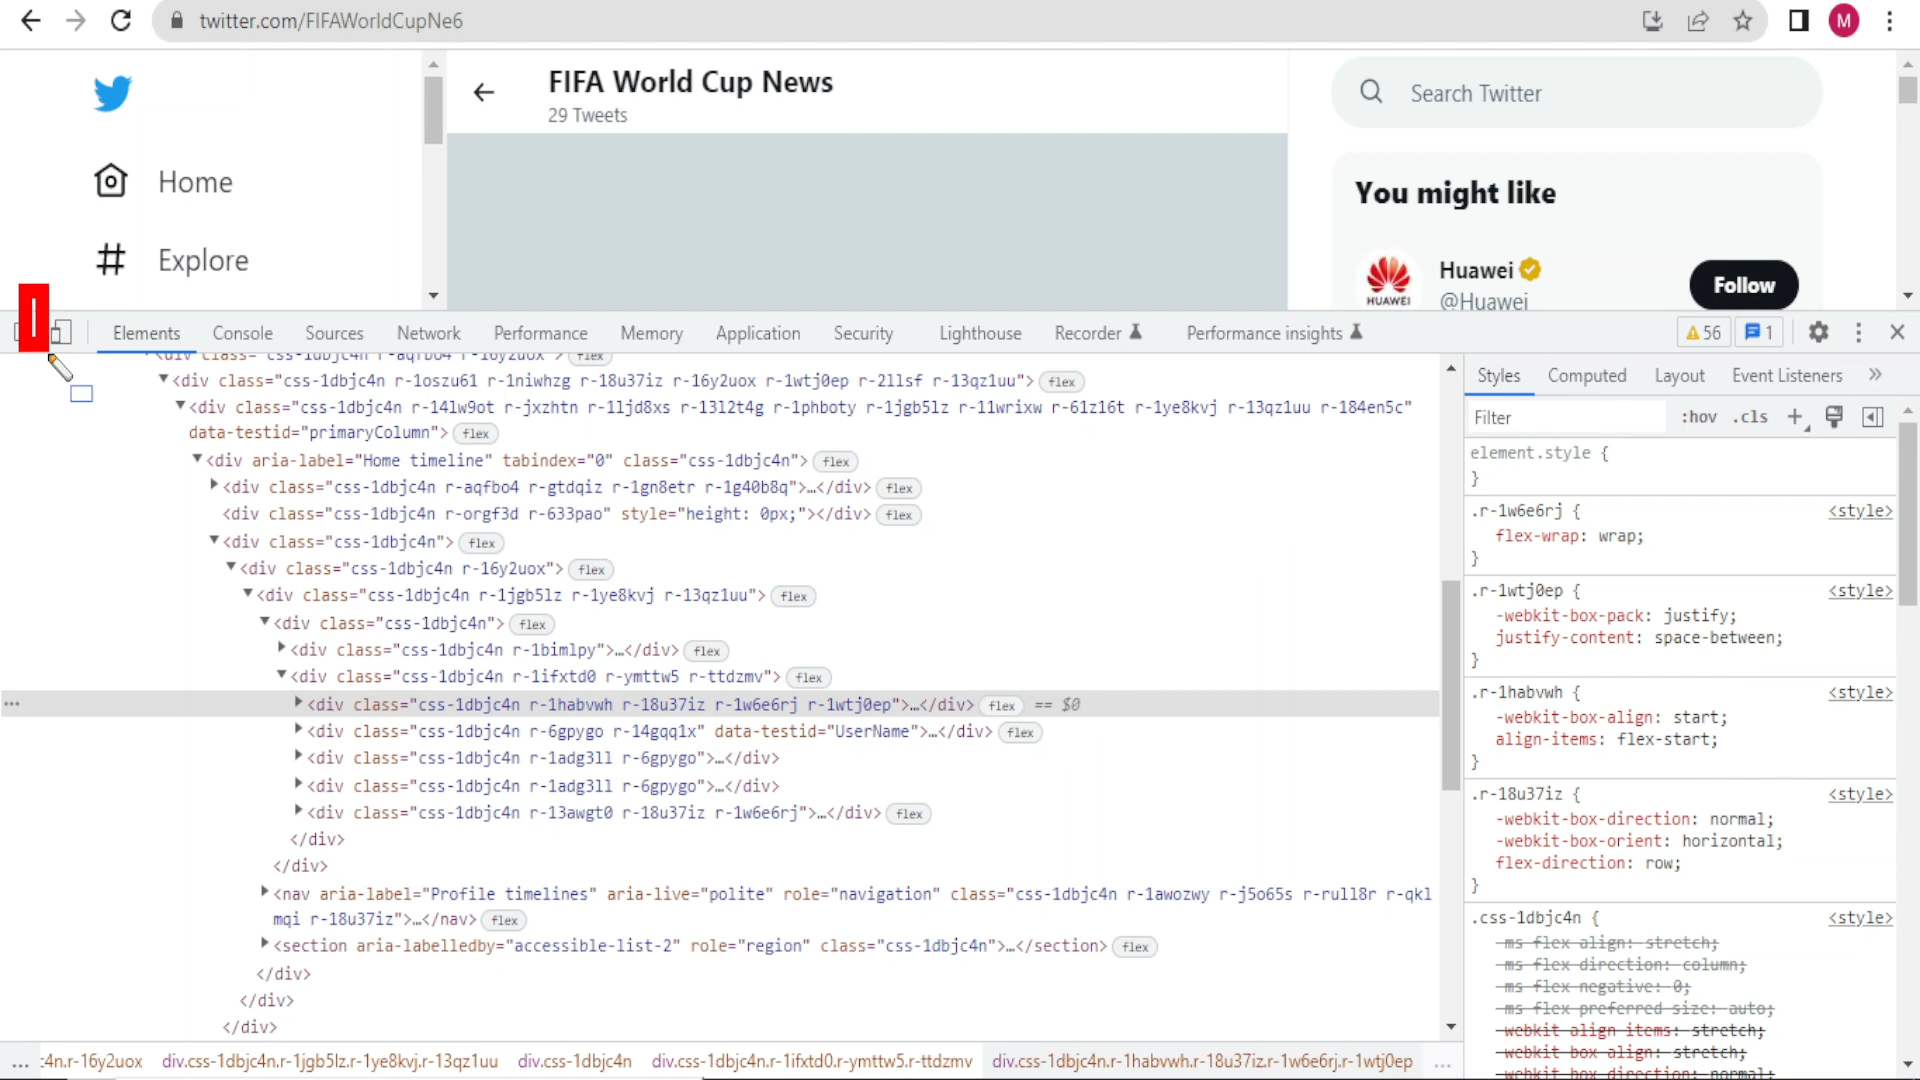 twitter.com/FIFAWorldCupNe6
M
FIFA World Cup News
29 Tweets
Search Twitter
Home
Explore
You might like
Huawei
@Huawei
HUAWEI
Follow
Elements Console Sources Network Performance Memory Application Security Lighthouse Recorder Performance insights 56 1
<div class="css-1dbjc4n r-1oszu61 r-1niwhzg r-18u37iz r-16y2uox r-1wtj0ep r-2llsf r-13qz1uu"> flex
<div class="css-1dbjc4n r-14lw9ot r-jxzhtn r-1ljd8xs r-13l2t4g r-1phboty r-1jgb5lz r-11wrixw r-61z16t r-1ye8kvj r-13qz1uu r-184en5c"
data-testid="primaryColumn"> flex
<div aria-label="Home timeline" tabindex="0" class="css-1dbjc4n"> flex
<div class="css-1dbjc4n r-aqfbo4 r-gtdqiz r-1gn8etr r-1g40b8q">…</div> flex
<div class="css-1dbjc4n r-orgf3d r-633pao" style="height: 0px;"></div> flex
<div class="css-1dbjc4n"> flex
<div class="css-1dbjc4n r-16y2uox"> flex
<div class="css-1dbjc4n r-1jgb5lz r-1ye8kvj r-13qz1uu"> flex
<div class="css-1dbjc4n"> flex
<div class="css-1dbjc4n r-1bimlpy">…</div> flex
<div class="css-1dbjc4n r-1ifxtd0 r-ymttw5 r-ttdzmv"> flex
… <div class="css-1dbjc4n r-1habvwh r-18u37iz r-1w6e6rj r-1wtj0ep">…</div> flex == $0
<div class="css-1dbjc4n r-6gpygo r-14gqq1x" data-testid="UserName">…</div> flex
<div class="css-1dbjc4n r-1adg3ll r-6gpygo">…</div>
<div class="css-1dbjc4n r-1adg3ll r-6gpygo">…</div>
<div class="css-1dbjc4n r-13awgt0 r-18u37iz r-1w6e6rj">…</div> flex
</div>
</div>
<nav aria-label="Profile timelines" aria-live="polite" role="navigation" class="css-1dbjc4n r-1awozwy r-j5o65s r-rull8r r-qkl
mqi r-18u37iz">…</nav> flex
<section aria-labelledby="accessible-list-2" role="region" class="css-1dbjc4n">…</section> flex
</div>
</div>
</div>
… :4n.r-16y2uox div.css-1dbjc4n.r-1jgb5lz.r-1ye8kvj.r-13qz1uu div.css-1dbjc4n div.css-1dbjc4n.r-1ifxtd0.r-ymttw5.r-ttdzmv div.css-1dbjc4n.r-1habvwh.r-18u37iz.r-1w6e6rj.r-1wtj0ep …
Styles Computed Layout Event Listeners »
Filter :hov .cls +
element.style {
}
.r-1w6e6rj { <style>
flex-wrap: wrap;
}
.r-1wtj0ep { <style>
-webkit-box-pack: justify;
justify-content: space-between;
}
.r-1habvwh { <style>
-webkit-box-align: start;
align-items: flex-start;
}
.r-18u37iz { <style>
-webkit-box-direction: normal;
-webkit-box-orient: horizontal;
flex-direction: row;
}
.css-1dbjc4n { <style>
-ms-flex-align: stretch;
-ms-flex-direction: column;
-ms-flex-negative: 0;
-ms-flex-preferred-size: auto;
-webkit-align-items: stretch;
-webkit-box-align: stretch;
-webkit-box-direction: normal;